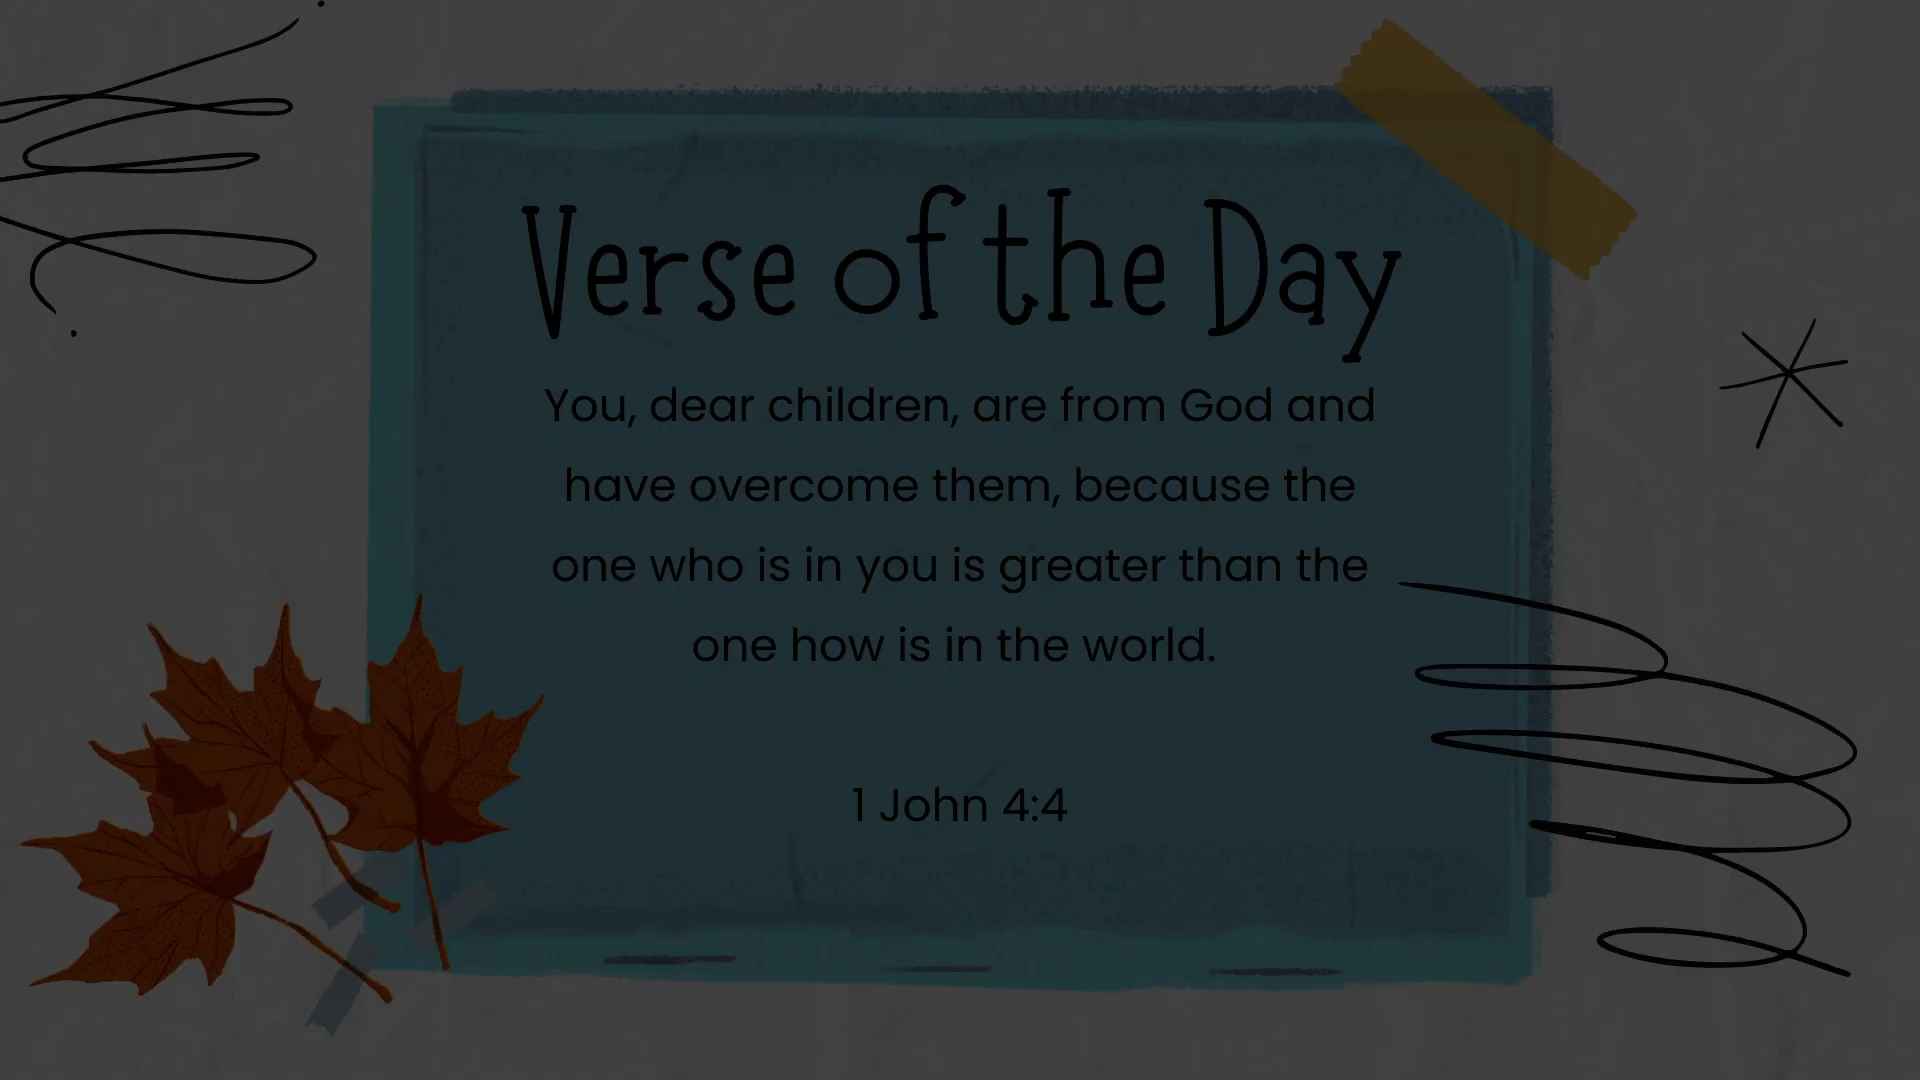 Verse of the Day
You, dear children, are from God and
have overcome them, because the
one who is in you is greater than the
one how is in the world.
1 John 4:4